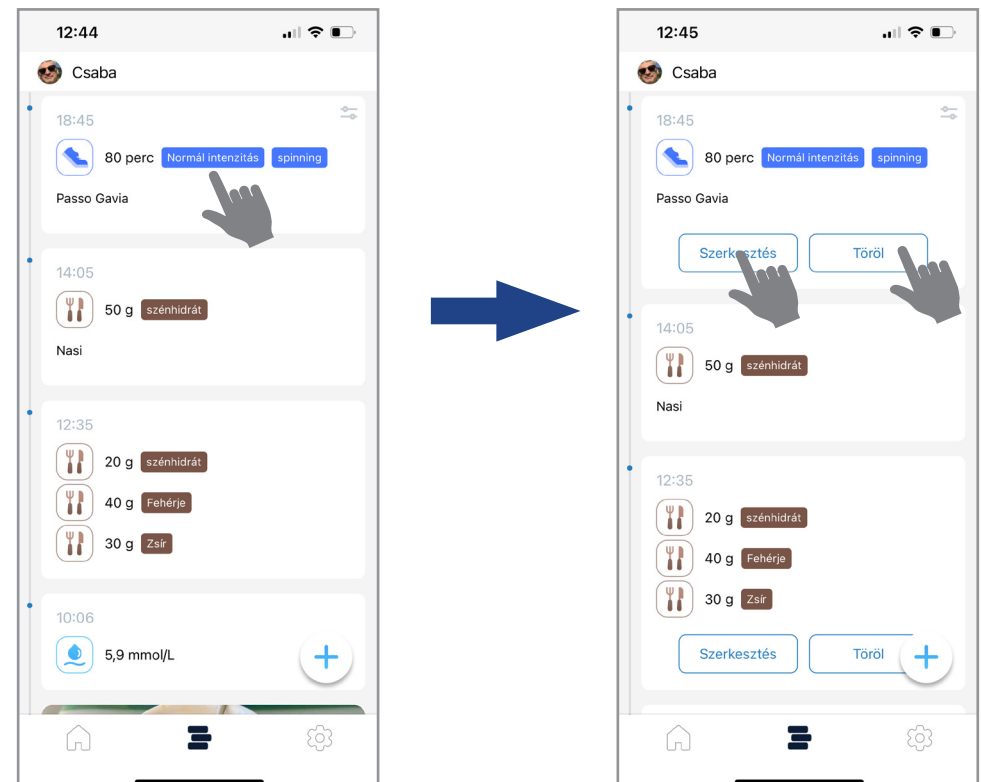 12:44
Csaba
18:45
80 perc Normál intenzitás spinning
Passo Gavia
14:05
50 g szénhidrát
Nasi
12:35
20 g szénhidrát
40 g Fehérje
30 g Zsír
10:06
5,9 mmol/L
12:45
Csaba
18:45
80 perc Normál intenzitás spinning
Passo Gavia
Szerkesztés Töröl
14:05
50 g szénhidrát
Nasi
12:35
20 g szénhidrát
40 g Fehérje
30 g Zsír
Szerkesztés Töröl